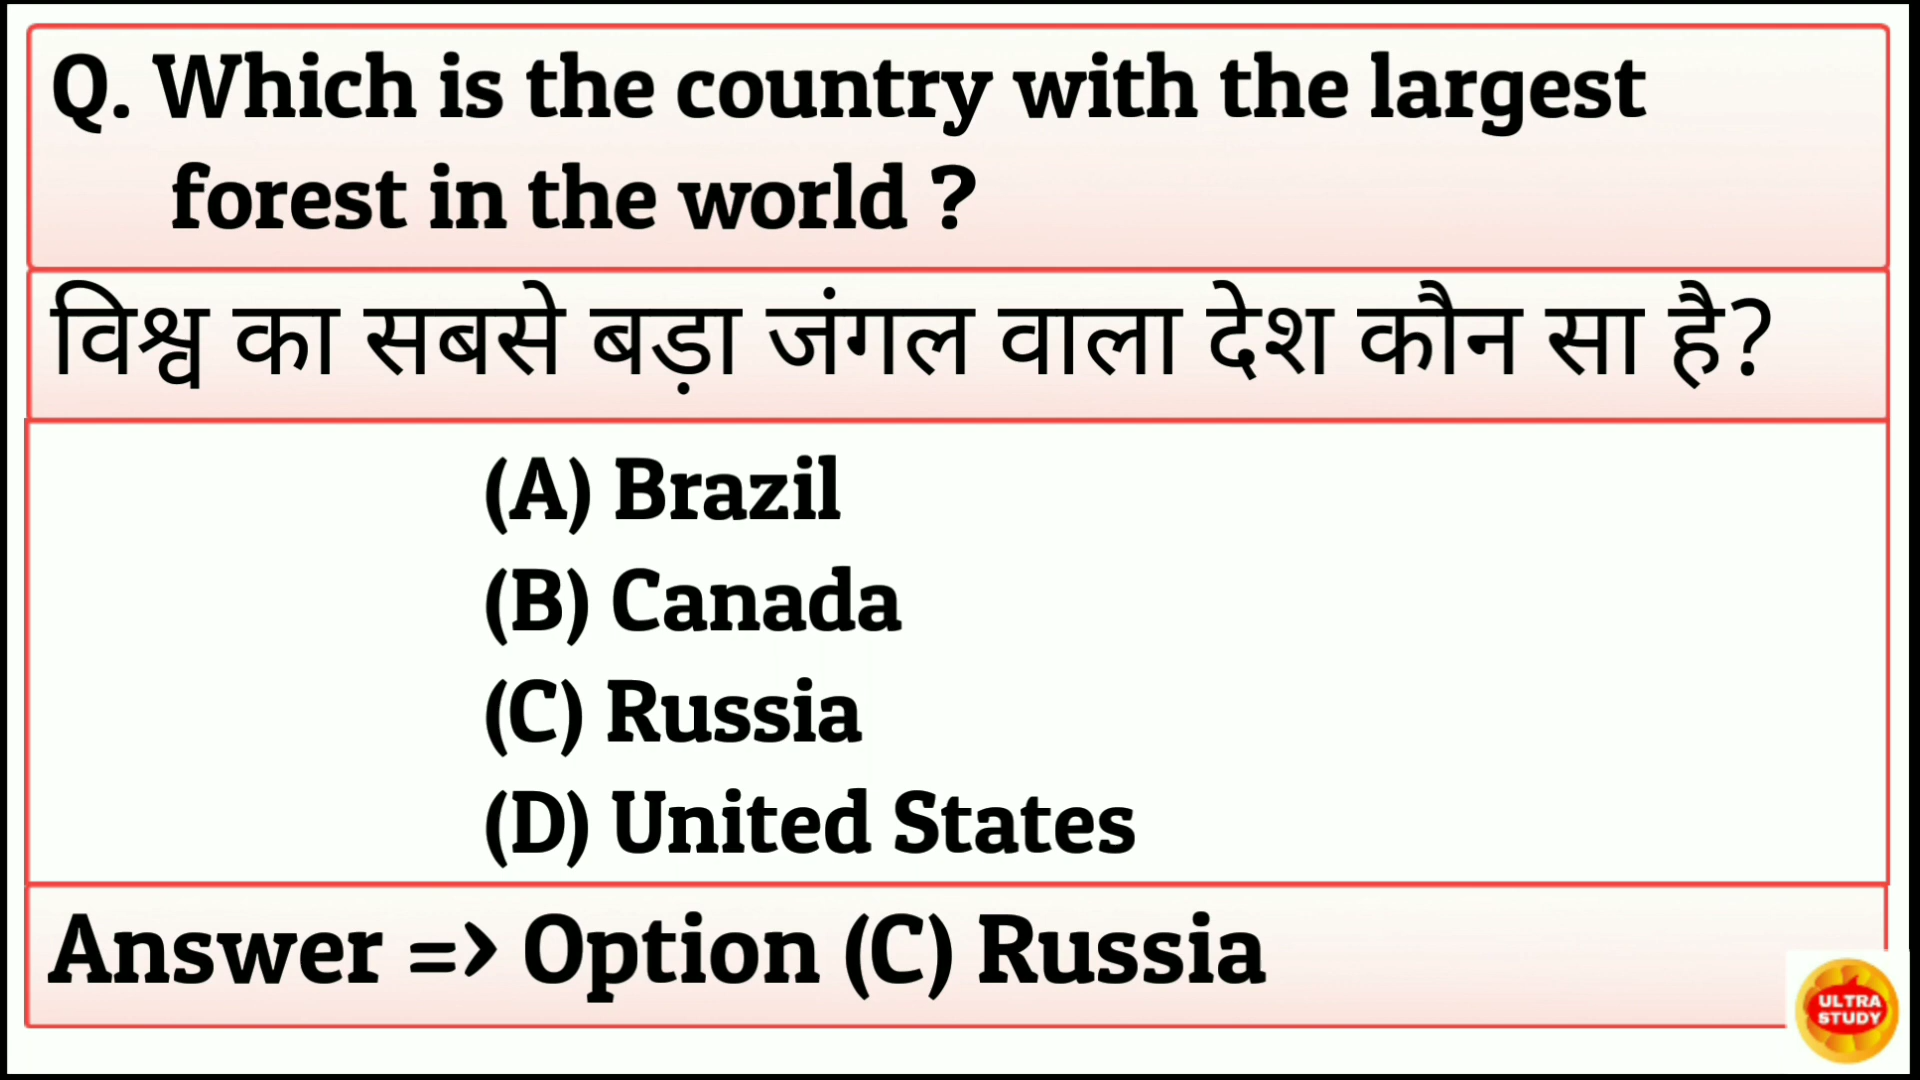 Q. Which is the country with the largest
forest in the world ?
विश्व का सबसे बड़ा जंगल वाला देश कौन सा है?
(A) Brazil
(B) Canada
(C) Russia
(D) United States
Answer => Option (C) Russia
ULTRA
STUDY